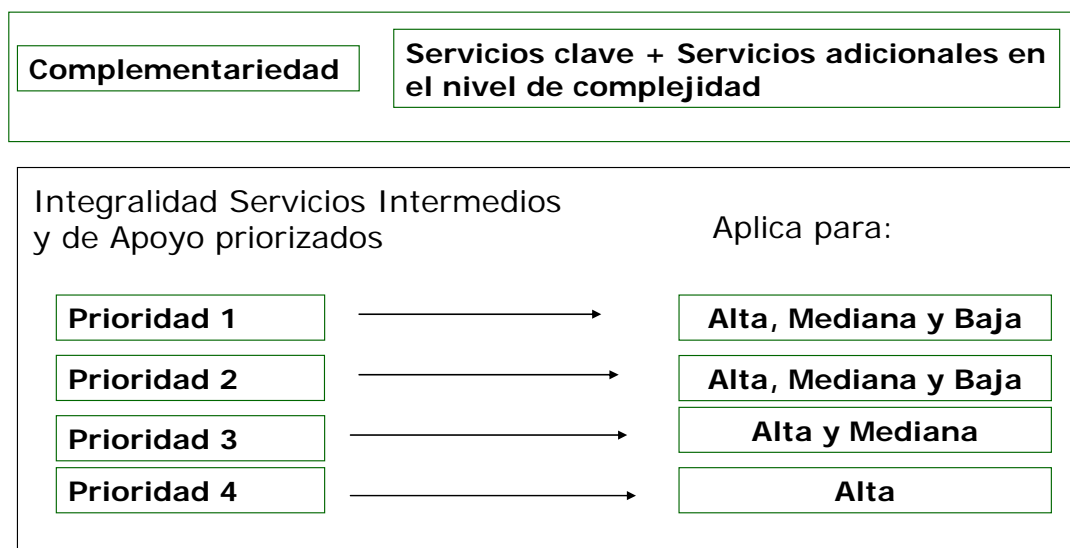 Complementariedad
Servicios clave + Servicios adicionales en
el nivel de complejidad
Integralidad Servicios Intermedios
y de Apoyo priorizados
Aplica para:
Prioridad 1
Alta, Mediana y Baja
Prioridad 2
Alta, Mediana y Baja
Prioridad 3
Alta y Mediana
Prioridad 4
Alta